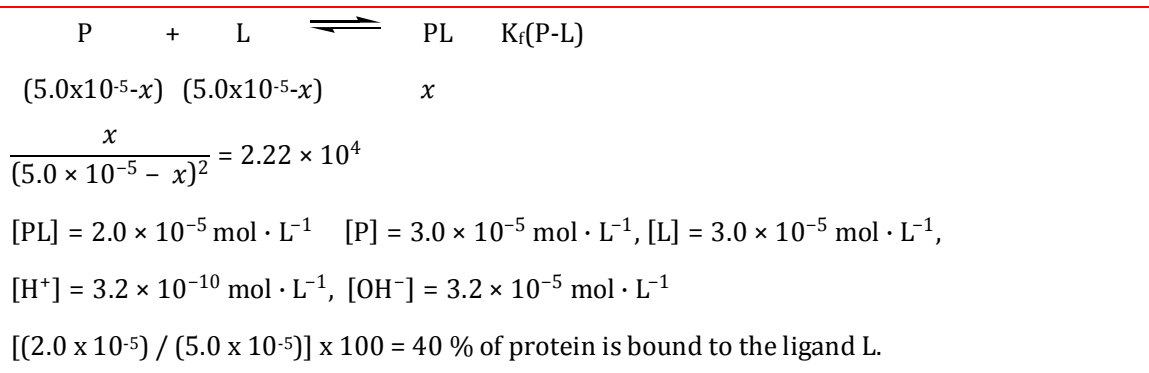 P + L ⇌ PL K_f(P-L)
(5.0x10⁻⁵-x) (5.0x10⁻⁵-x) x
x / (5.0 × 10⁻⁵ − x)² = 2.22 × 10⁴
[PL] = 2.0 × 10⁻⁵ mol · L⁻¹ [P] = 3.0 × 10⁻⁵ mol · L⁻¹, [L] = 3.0 × 10⁻⁵ mol · L⁻¹,
[H⁺] = 3.2 × 10⁻¹⁰ mol · L⁻¹, [OH⁻] = 3.2 × 10⁻⁵ mol · L⁻¹
[(2.0 x 10⁻⁵) / (5.0 x 10⁻⁵)] x 100 = 40 % of protein is bound to the ligand L.